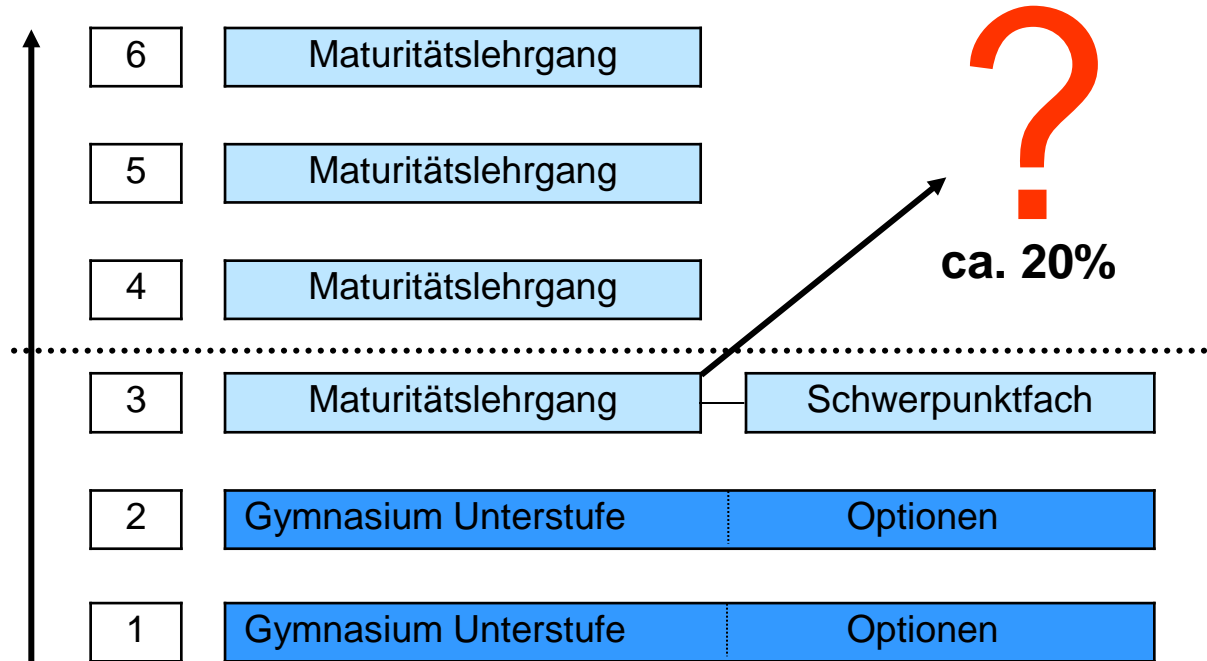 6 Maturitätslehrgang
?
5 Maturitätslehrgang
ca. 20%
4 Maturitätslehrgang
3 Maturitätslehrgang Schwerpunktfach
2 Gymnasium Unterstufe Optionen
1 Gymnasium Unterstufe Optionen